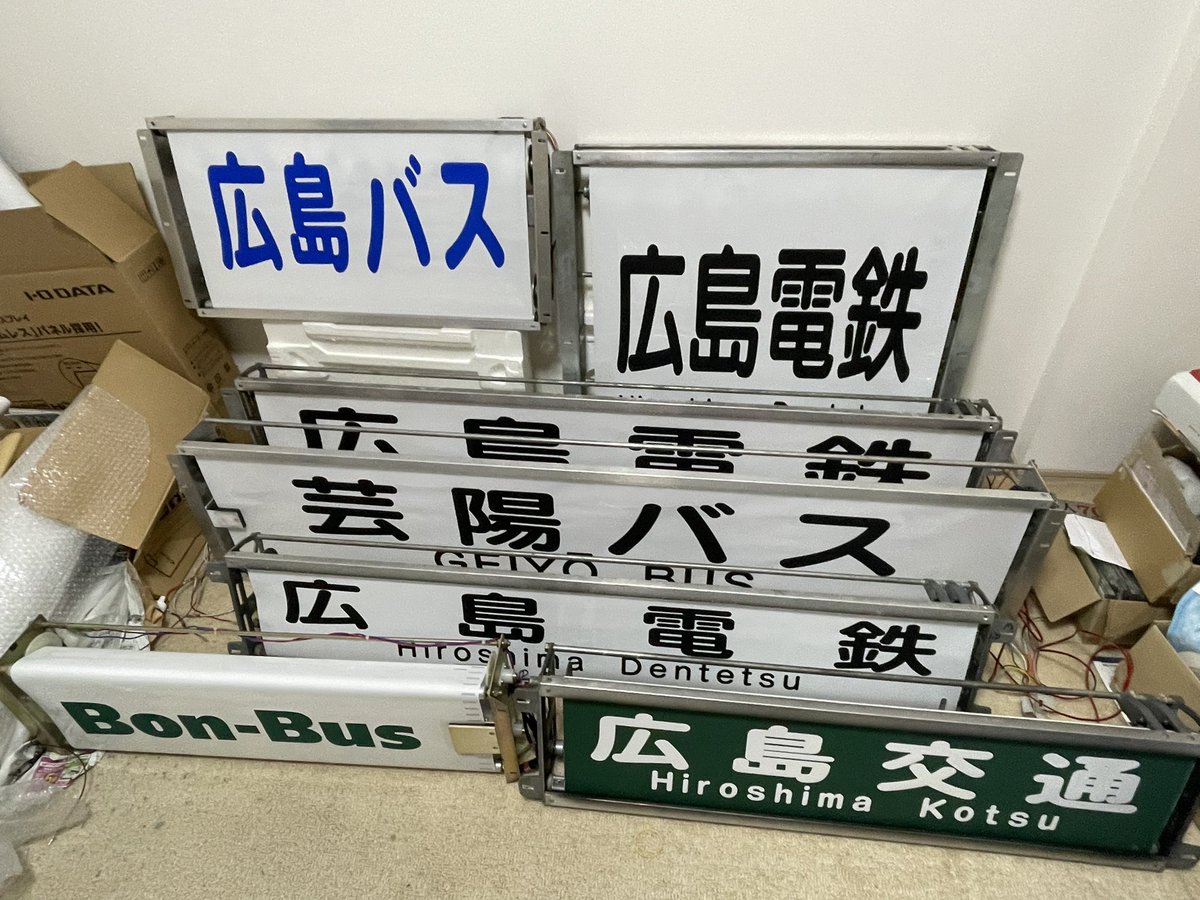 広島バス
広島電鉄
I-O DATA
広島電鉄
芸陽バス
GEIYO BUS
広島電鉄
Hiroshima Dentetsu
Bon-Bus
広島交通
Hiroshima Kotsu